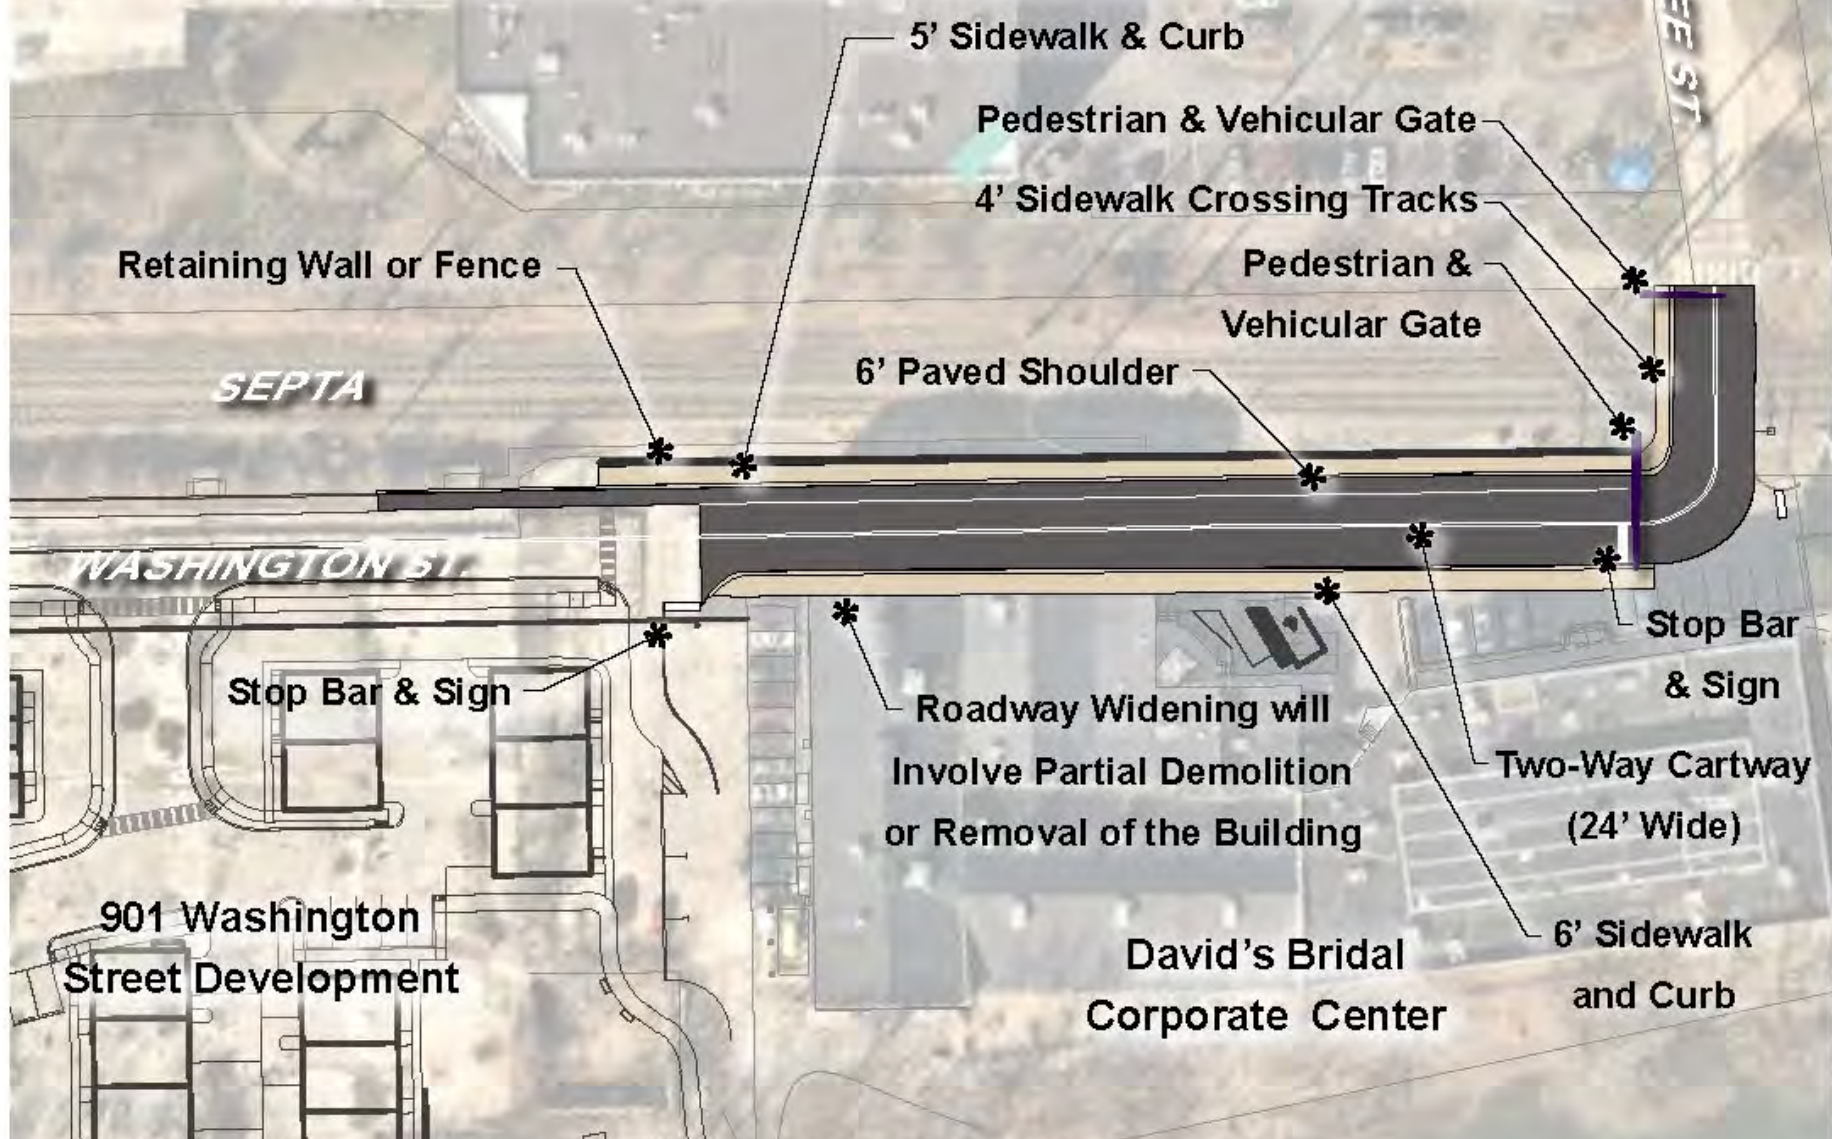 5' Sidewalk & Curb
EE ST.
Pedestrian & Vehicular Gate
4' Sidewalk Crossing Tracks
Retaining Wall or Fence
Pedestrian &
Vehicular Gate
6' Paved Shoulder
SEPTA
WASHINGTON ST.
Stop Bar
& Sign
Stop Bar & Sign
Roadway Widening will
Involve Partial Demolition
or Removal of the Building
Two-Way Cartway
(24' Wide)
901 Washington
Street Development
David's Bridal
Corporate Center
6' Sidewalk
and Curb